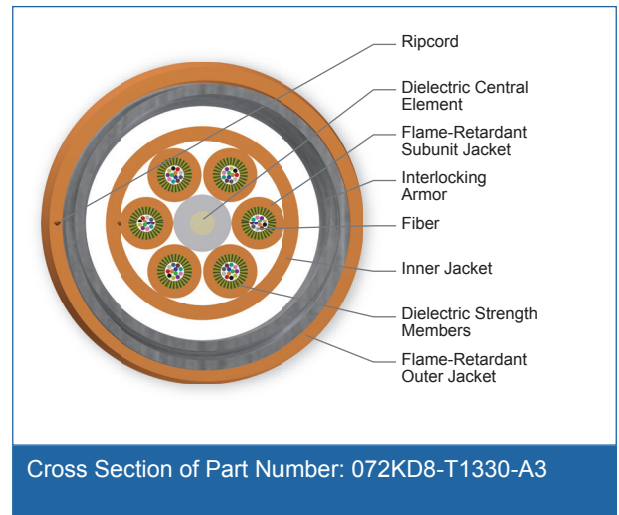 Ripcord
Dielectric Central
Element
Flame-Retardant
Subunit Jacket
Interlocking
Armor
Fiber
Inner Jacket
Dielectric Strength
Members
Flame-Retardant
Outer Jacket
Cross Section of Part Number: 072KD8-T1330-A3